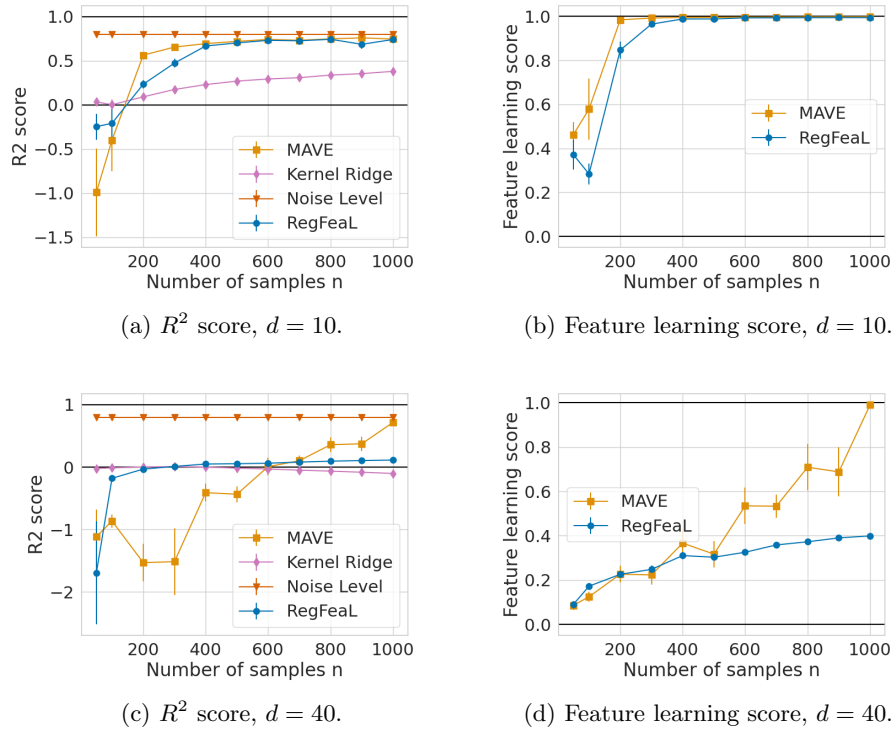 1.0
0.5
0.0
−0.5
−1.0
−1.5
R2 score
200 400 600 800 1000
Number of samples n
MAVE
Kernel Ridge
Noise Level
RegFeaL
(a) R² score, d = 10.
1.0
0.8
0.6
0.4
0.2
0.0
Feature learning score
200 400 600 800 1000
Number of samples n
MAVE
RegFeaL
(b) Feature learning score, d = 10.
1
0
−1
−2
R2 score
200 400 600 800 1000
Number of samples n
MAVE
Kernel Ridge
Noise Level
RegFeaL
(c) R² score, d = 40.
1.0
0.8
0.6
0.4
0.2
0.0
Feature learning score
200 400 600 800 1000
Number of samples n
MAVE
RegFeaL
(d) Feature learning score, d = 40.